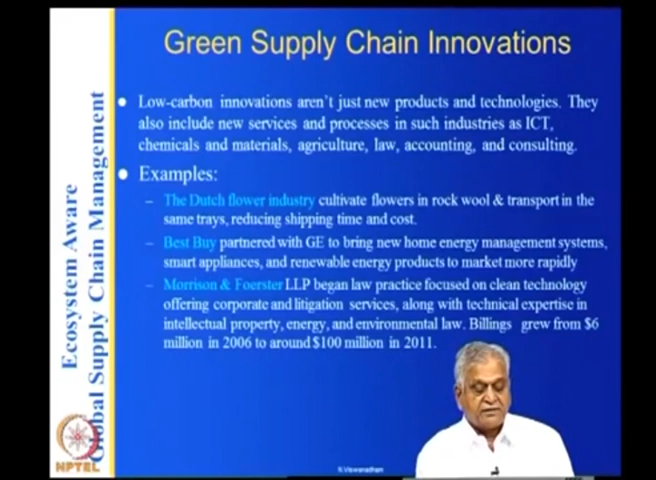 Green Supply Chain Innovations
Low-carbon innovations aren't just new products and technologies. They
also include new services and processes in such industries as ICT,
chemicals and materials, agriculture, law, accounting, and consulting.
Examples:
– The Dutch flower industry cultivate flowers in rock wool & transport in the
same trays, reducing shipping time and cost.
– Best Buy partnered with GE to bring new home energy management systems,
smart appliances, and renewable energy products to market more rapidly
– Morrison & Foerster LLP began law practice focused on clean technology
offering corporate and litigation services, along with technical expertise in
intellectual property, energy, and environmental law. Billings grew from $6
million in 2006 to around $100 million in 2011.
Ecosystem Aware
Global Supply Chain Management
NPTEL
N.Viswanadham